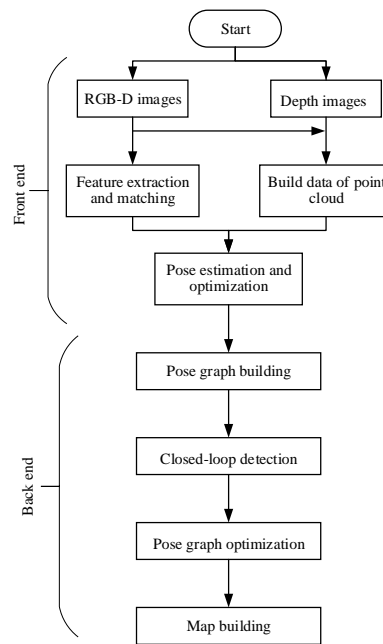 Start
RGB-D images
Depth images
Feature extraction
and matching
Build data of point
cloud
Pose estimation and
optimization
Front end
Pose graph building
Closed-loop detection
Pose graph optimization
Map building
Back end